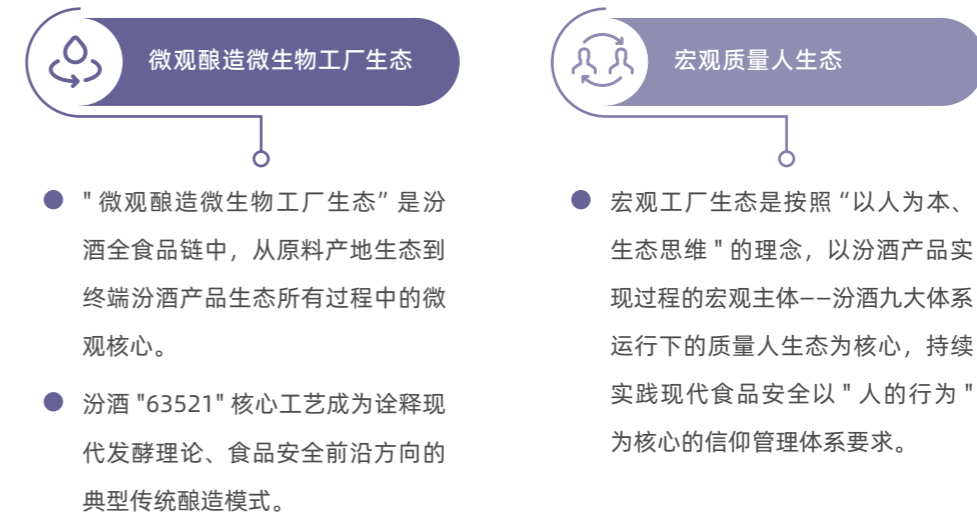 微观酿造微生物工厂生态
"微观酿造微生物工厂生态”是汾
酒全食品链中，从原料产地生态到
终端汾酒产品生态所有过程中的微
观核心。
汾酒"63521"核心工艺成为诠释现
代发酵理论、食品安全前沿方向的
典型传统酿造模式。
宏观质量人生态
宏观工厂生态是按照“以人为本、
生态思维"的理念，以汾酒产品实
现过程的宏观主体——汾酒九大体系
运行下的质量人生态为核心，持续
实践现代食品安全以"人的行为"
为核心的信仰管理体系要求。